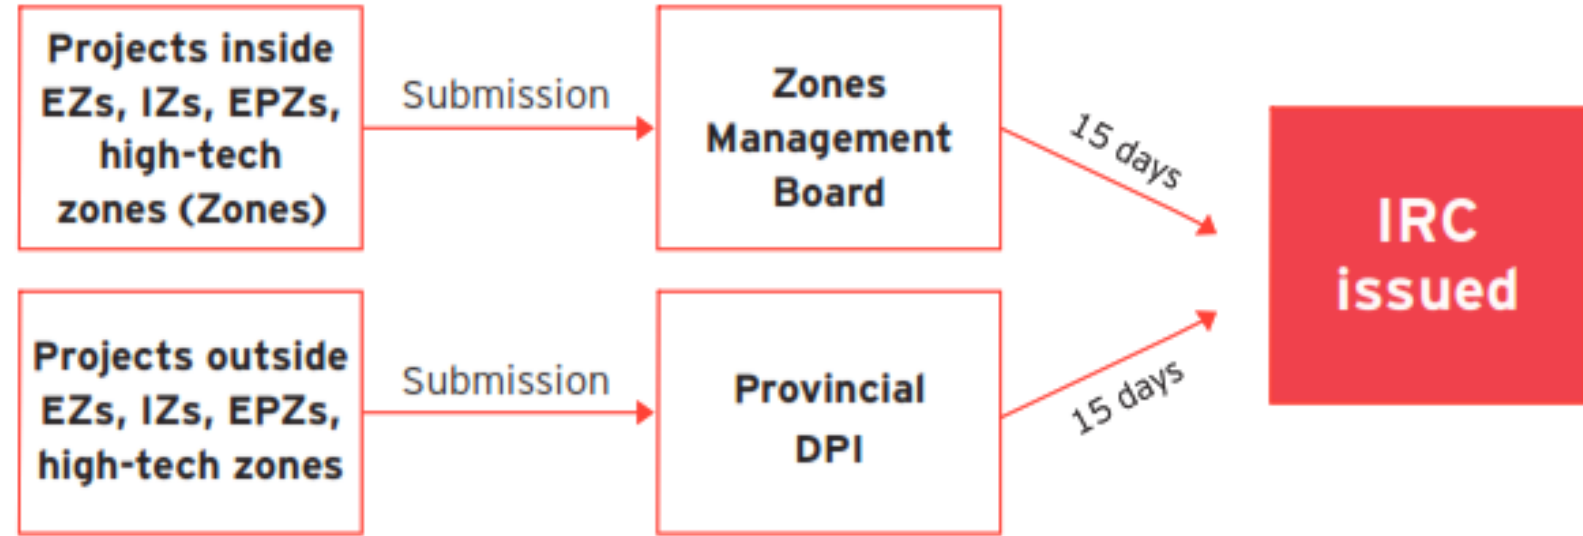 Projects inside
EZs, IZs, EPZs,
high-tech
zones (Zones)
Submission
Zones
Management
Board
15 days
IRC
issued
Projects outside
EZs, IZs, EPZs,
high-tech zones
Submission
Provincial
DPI
15 days